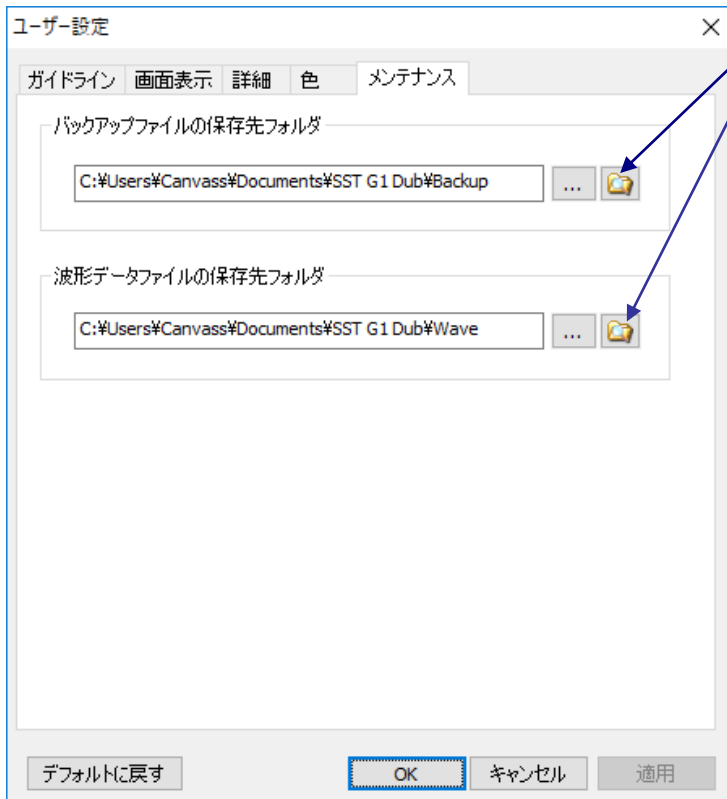 ユーザー設定
ガイドライン 画面表示 詳細 色 メンテナンス
バックアップファイルの保存先フォルダ
C:¥Users¥Canvass¥Documents¥SST G1 Dub¥Backup ...
波形データファイルの保存先フォルダ
C:¥Users¥Canvass¥Documents¥SST G1 Dub¥Wave ...
デフォルトに戻す OK キャンセル 適用